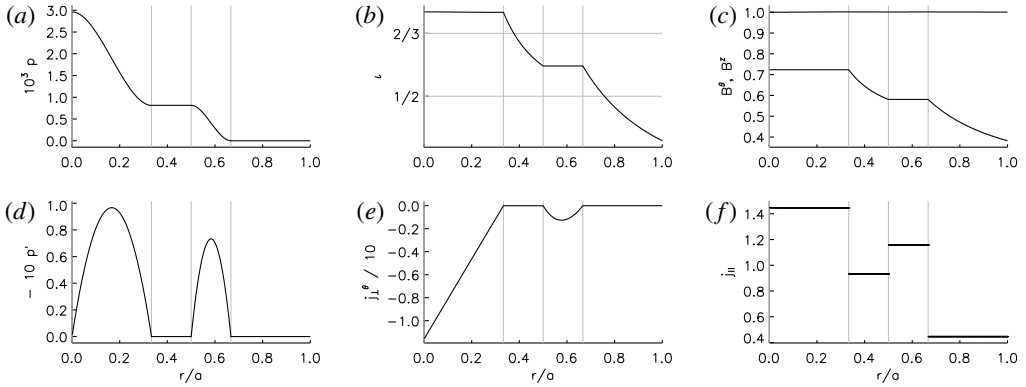 (a)
10³ p
3.0
2.5
2.0
1.5
1.0
0.5
0.0
0.0 0.2 0.4 0.6 0.8 1.0
(b)
ι
2/3
1/2
0.0 0.2 0.4 0.6 0.8 1.0
(c)
B^θ, B^z
1.0
0.9
0.8
0.7
0.6
0.5
0.4
0.0 0.2 0.4 0.6 0.8 1.0
(d)
− 10 p'
1.0
0.8
0.6
0.4
0.2
0.0
0.0 0.2 0.4 0.6 0.8 1.0
r/a
(e)
j_⊥^θ / 10
0.0
−0.2
−0.4
−0.6
−0.8
−1.0
0.0 0.2 0.4 0.6 0.8 1.0
r/a
(f)
j_||
1.4
1.2
1.0
0.8
0.6
0.4
0.0 0.2 0.4 0.6 0.8 1.0
r/a